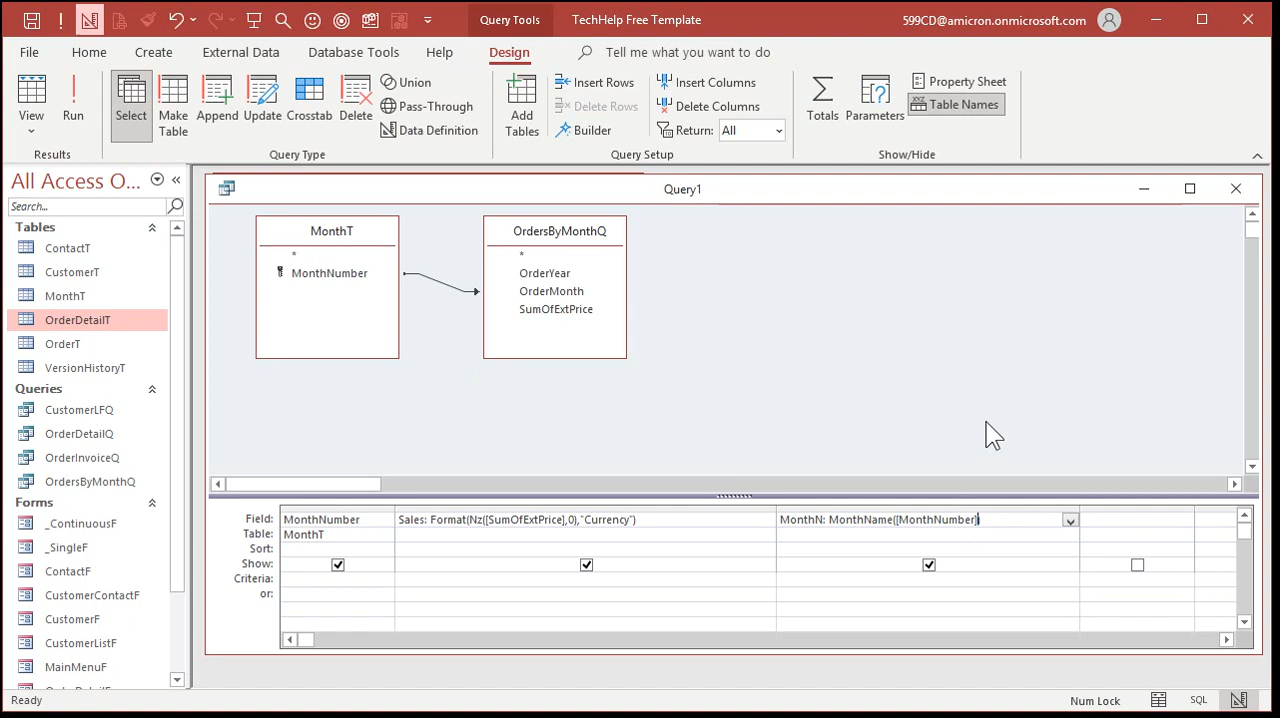 Query Tools
TechHelp Free Template
599CD@amicron.onmicrosoft.com
File
Home
Create
External Data
Database Tools
Help
Design
Tell me what you want to do
View
Run
Results
Select
Make
Table
Append
Update
Crosstab
Delete
Union
Pass-Through
Data Definition
Query Type
Add
Tables
Insert Rows
Delete Rows
Builder
Insert Columns
Delete Columns
Return: All
Query Setup
Totals
Parameters
Property Sheet
Table Names
Show/Hide
All Access O...
Search...
Tables
ContactT
CustomerT
MonthT
OrderDetailT
OrderT
VersionHistoryT
Queries
CustomerLFQ
OrderDetailQ
OrderInvoiceQ
OrdersByMonthQ
Forms
_ContinuousF
_SingleF
ContactF
CustomerContactF
CustomerF
CustomerListF
MainMenuF
Query1
MonthT
*
MonthNumber
OrdersByMonthQ
*
OrderYear
OrderMonth
SumOfExtPrice
Field: MonthNumber Sales: Format(Nz([SumOfExtPrice],0),"Currency") MonthN: MonthName([MonthNumber])
Table: MonthT
Sort:
Show:
Criteria:
or:
Ready
Num Lock
SQL